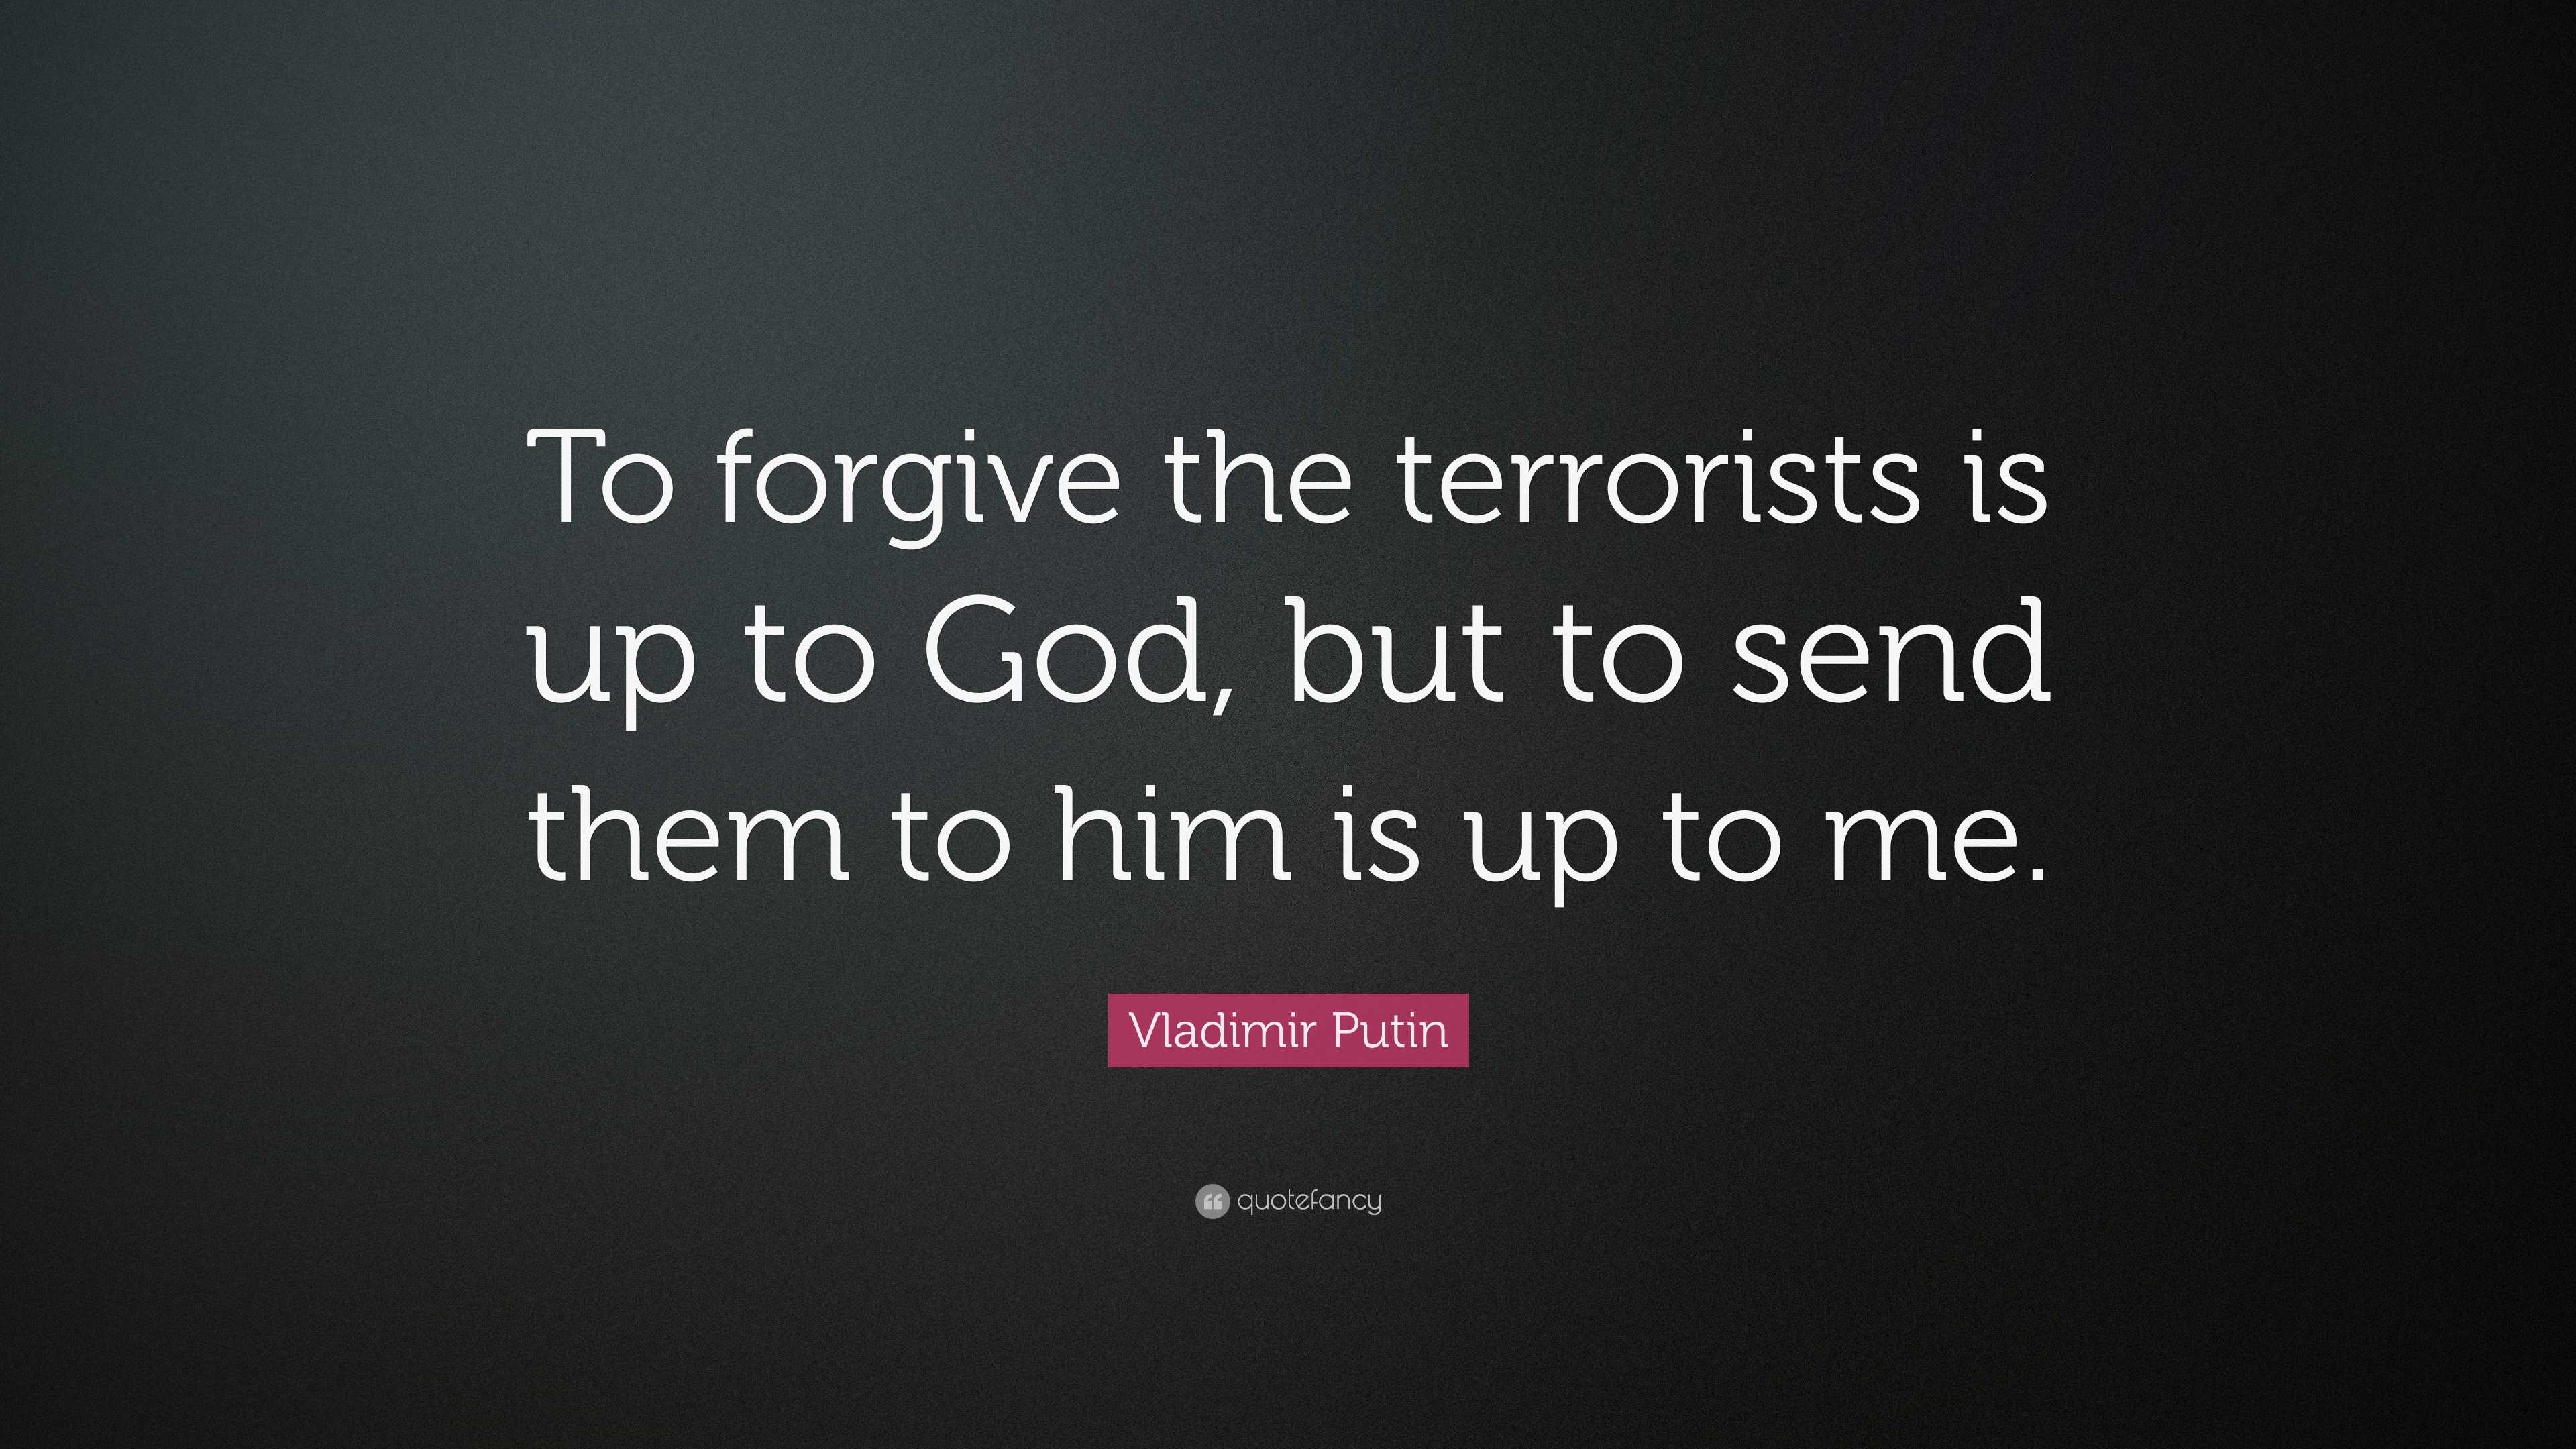 To forgive the terrorists is
up to God, but to send
them to him is up to me.
Vladimir Putin
quotefancy